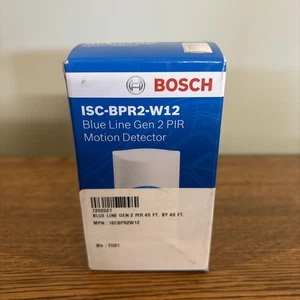 BOSCH
ISC-BPR2-W12
Blue Line Gen 2 PIR
Motion Detector
BLUE LINE GEN 2 PIR 40 FT. BY 40 FT.
MPN : ISCBPR2W12